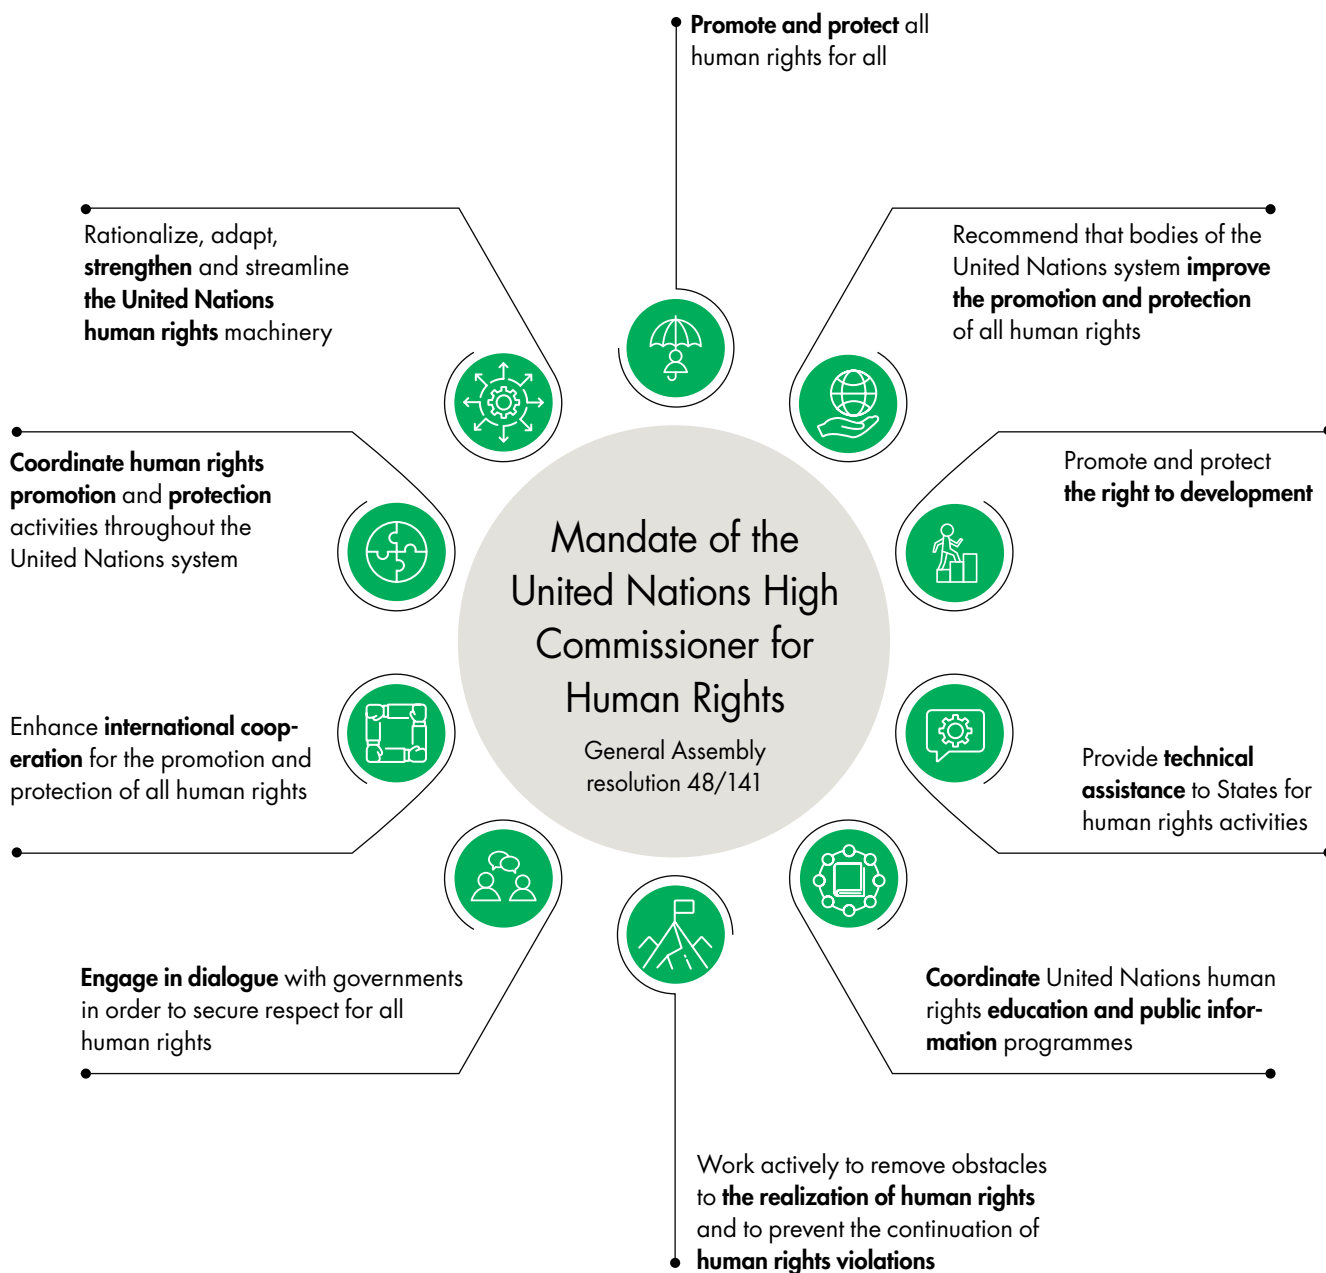 Promote and protect all
human rights for all
Recommend that bodies of the
United Nations system improve
the promotion and protection
of all human rights
Promote and protect
the right to development
Provide technical
assistance to States for
human rights activities
Coordinate United Nations human
rights education and public infor-
mation programmes
Work actively to remove obstacles
to the realization of human rights
and to prevent the continuation of
human rights violations
Engage in dialogue with governments
in order to secure respect for all
human rights
Enhance international coop-
eration for the promotion and
protection of all human rights
Coordinate human rights
promotion and protection
activities throughout the
United Nations system
Rationalize, adapt,
strengthen and streamline
the United Nations
human rights machinery
Mandate of the
United Nations High
Commissioner for
Human Rights
General Assembly
resolution 48/141